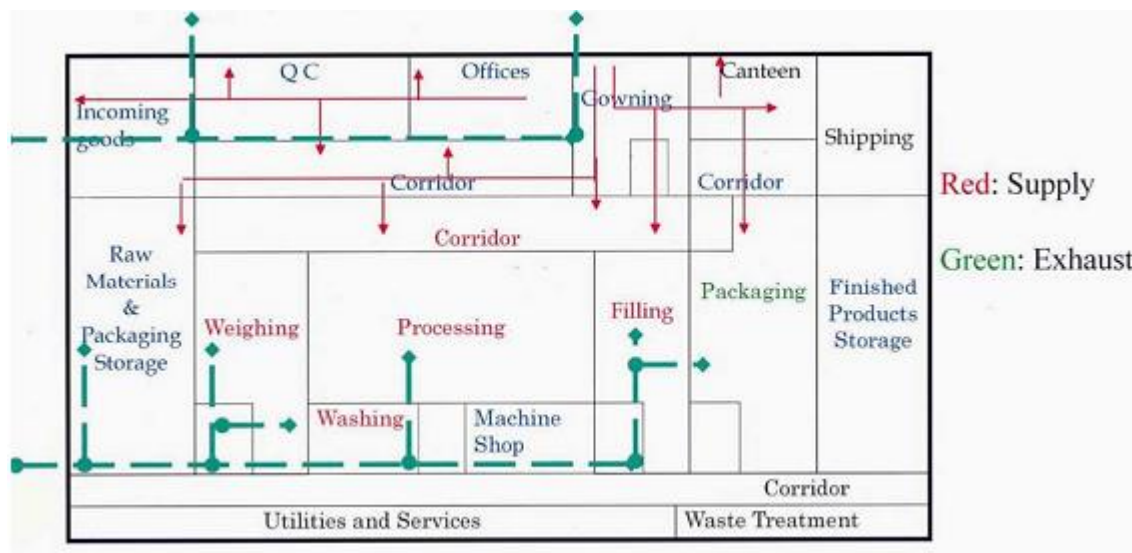 Q C
Offices
Canteen
Incoming
goods
Gowning
Shipping
Corridor
Corridor
Red: Supply
Corridor
Green: Exhaust
Raw
Materials
&
Packaging
Storage
Weighing
Processing
Filling
Packaging
Finished
Products
Storage
Washing
Machine
Shop
Corridor
Utilities and Services
Waste Treatment